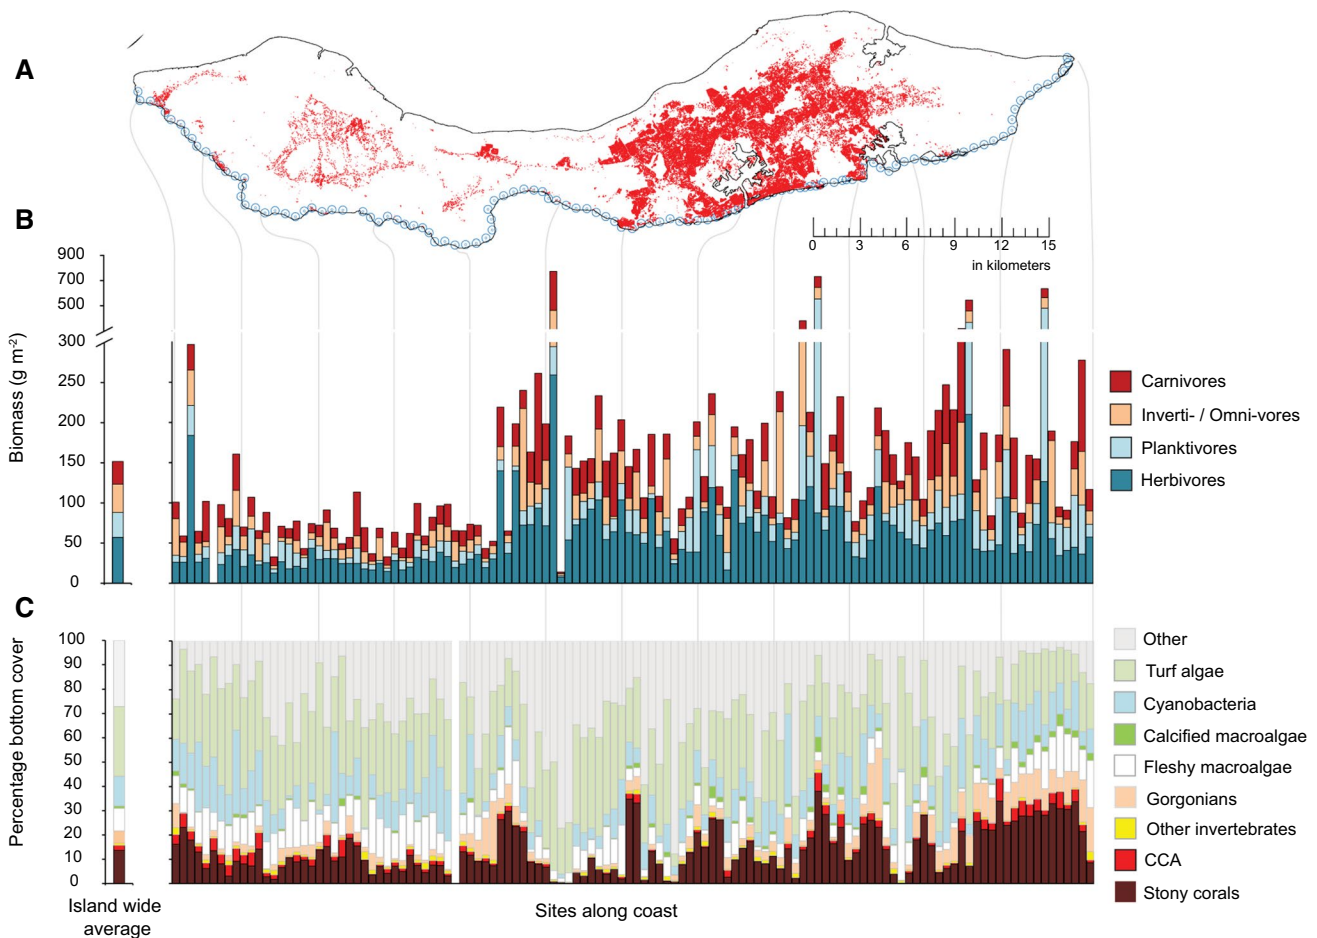 A
0 3 6 9 12 15
in kilometers
B
Biomass (g m-2)
900
700
500
300
250
200
150
100
50
0
Carnivores
Inverti- / Omni-vores
Planktivores
Herbivores
C
Percentage bottom cover
100
90
80
70
60
50
40
30
20
10
0
Other
Turf algae
Cyanobacteria
Calcified macroalgae
Fleshy macroalgae
Gorgonians
Other invertebrates
CCA
Stony corals
Island wide
average
Sites along coast